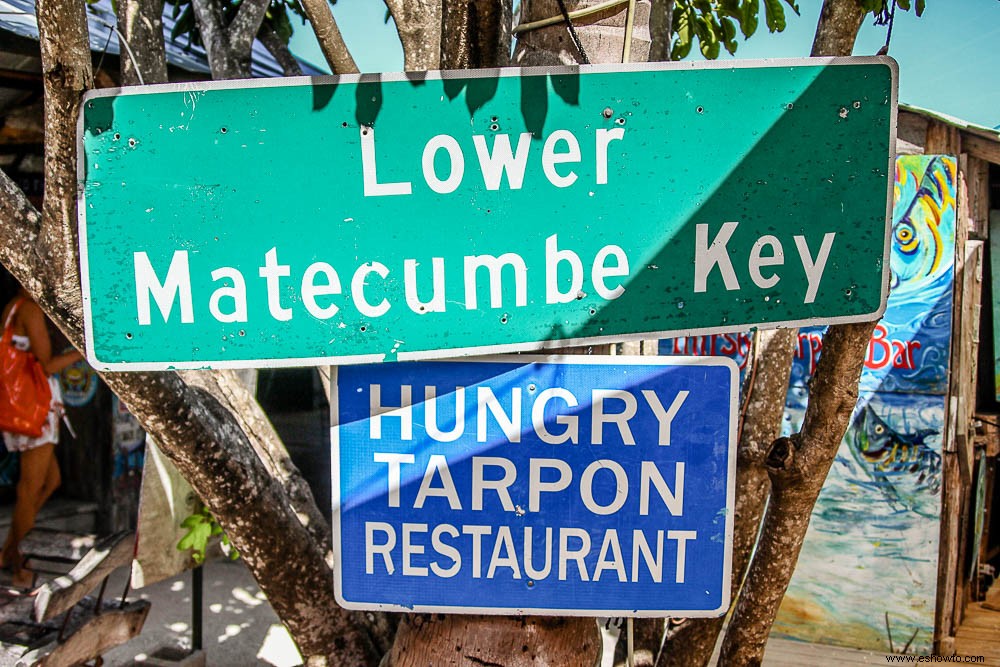 Lower
Matecumbe Key
HUNGRY
TARPON
RESTAURANT
Bar
www.eshowto.com